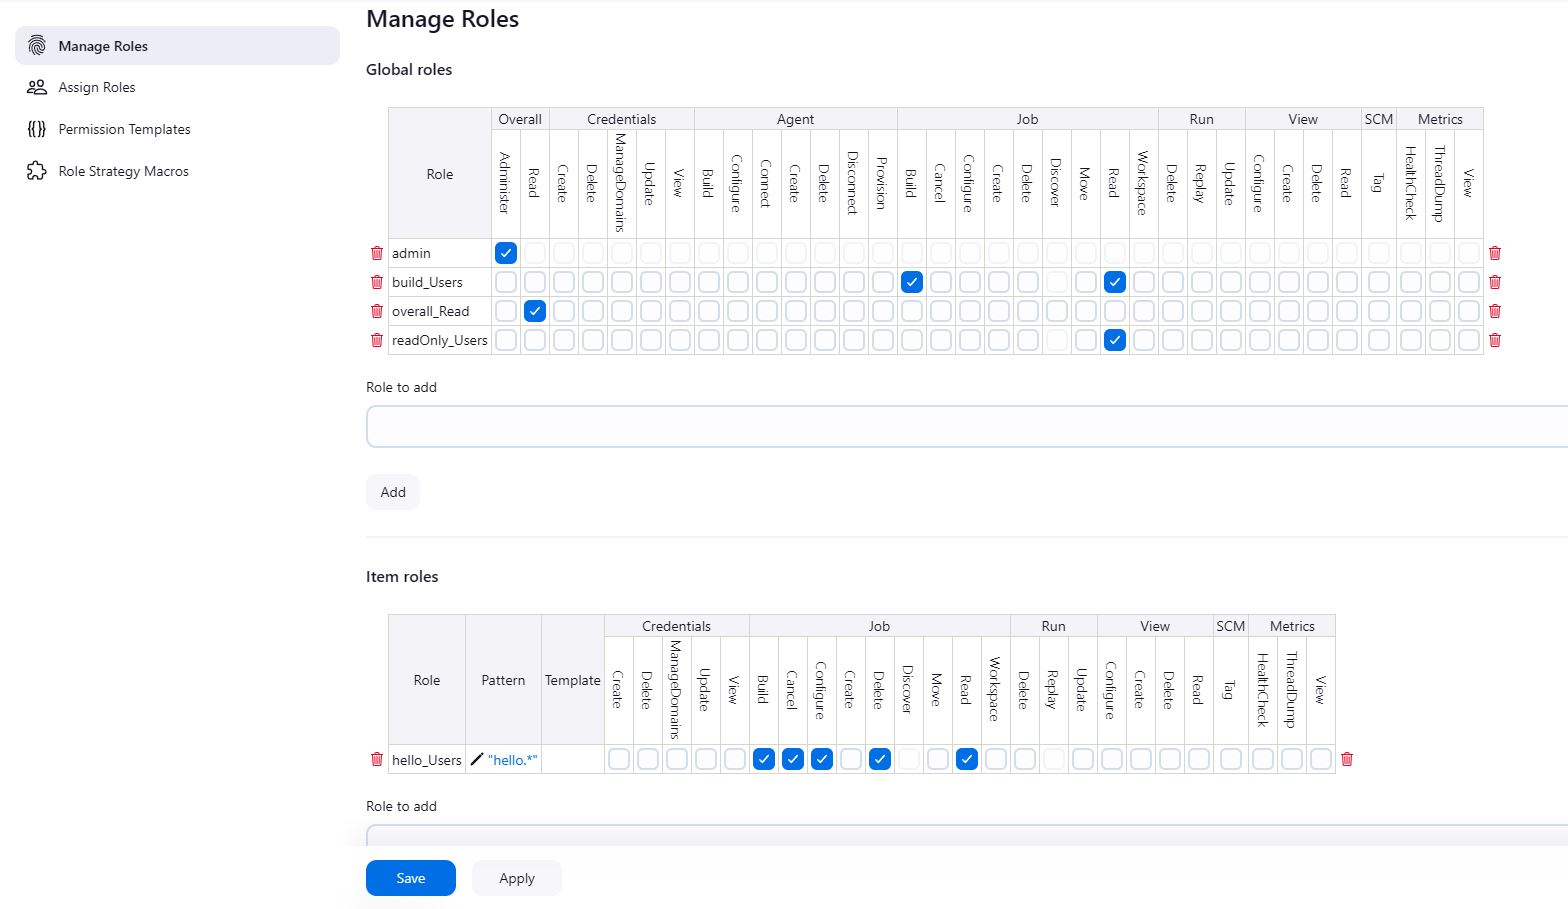 Manage Roles
Manage Roles
Assign Roles
Permission Templates
Role Strategy Macros
Global roles
Role
Overall Credentials Agent Job Run View SCM Metrics
Administer Read Create Delete ManageDomains Update View Build Configure Connect Create Delete Disconnect Provision Build Cancel Configure Create Delete Discover Move Read Workspace Delete Replay Update Configure Create Delete Read Tag HealthCheck ThreadDump View
admin
build_Users
overall_Read
readOnly_Users
Role to add
Add
Item roles
Role Pattern Template
Credentials Job Run View SCM Metrics
Create Delete ManageDomains Update View Build Cancel Configure Create Delete Discover Move Read Workspace Delete Replay Update Configure Create Delete Read Tag HealthCheck ThreadDump View
hello_Users "hello.*"
Role to add
Save Apply